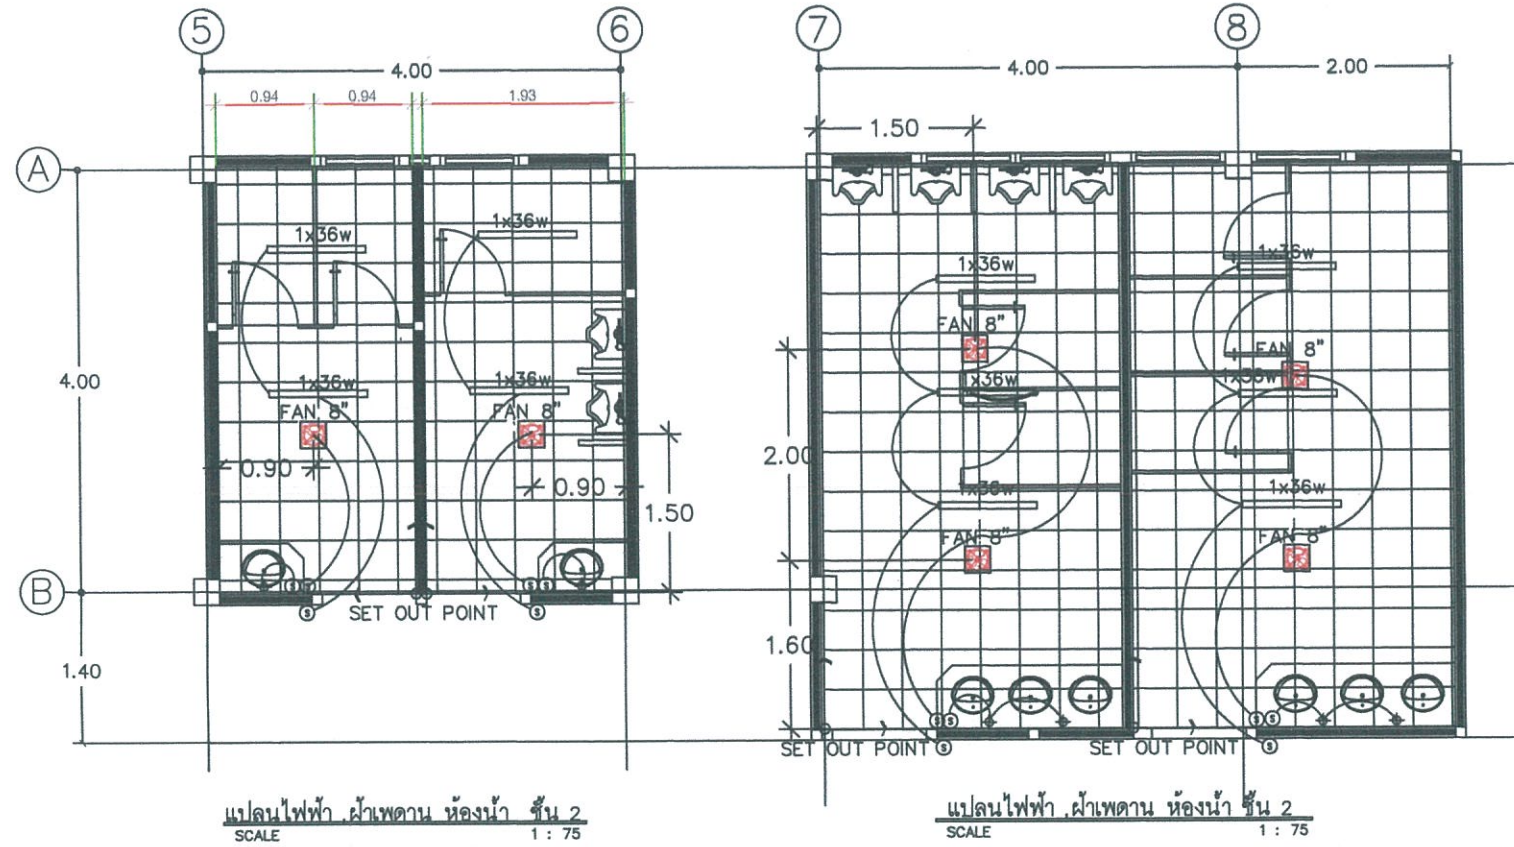 5
6
7
8
4.00
4.00
2.00
0.94
0.94
1.93
1.50
A
1x36w
1x36w
1x36w
1x36w
FAN 8"
FAN 8"
4.00
1x36w
1x36w
FAN 8"
FAN 8"
1x36w
1x36w
0.90
0.90
1.50
2.00
1x36w
1x36w
FAN 8"
FAN 8"
B
S S
S S
S
SET OUT POINT
S
1.60
1.40
S S
S S
SET OUT POINT
S
SET OUT POINT
S
แปลนไฟฟ้า ,ฝ้าเพดาน ห้องน้ำ ชั้น 2
SCALE 1 : 75
แปลนไฟฟ้า ,ฝ้าเพดาน ห้องน้ำ ชั้น 2
SCALE 1 : 75